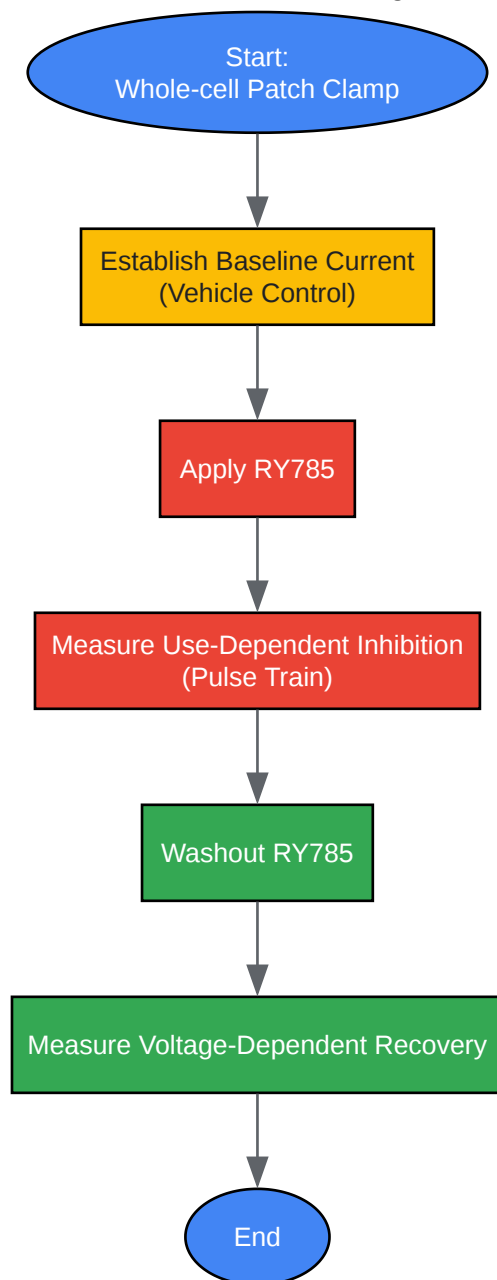 Start:
Whole-cell Patch Clamp
Establish Baseline Current
(Vehicle Control)
Apply RY785
Measure Use-Dependent Inhibition
(Pulse Train)
Washout RY785
Measure Voltage-Dependent Recovery
End